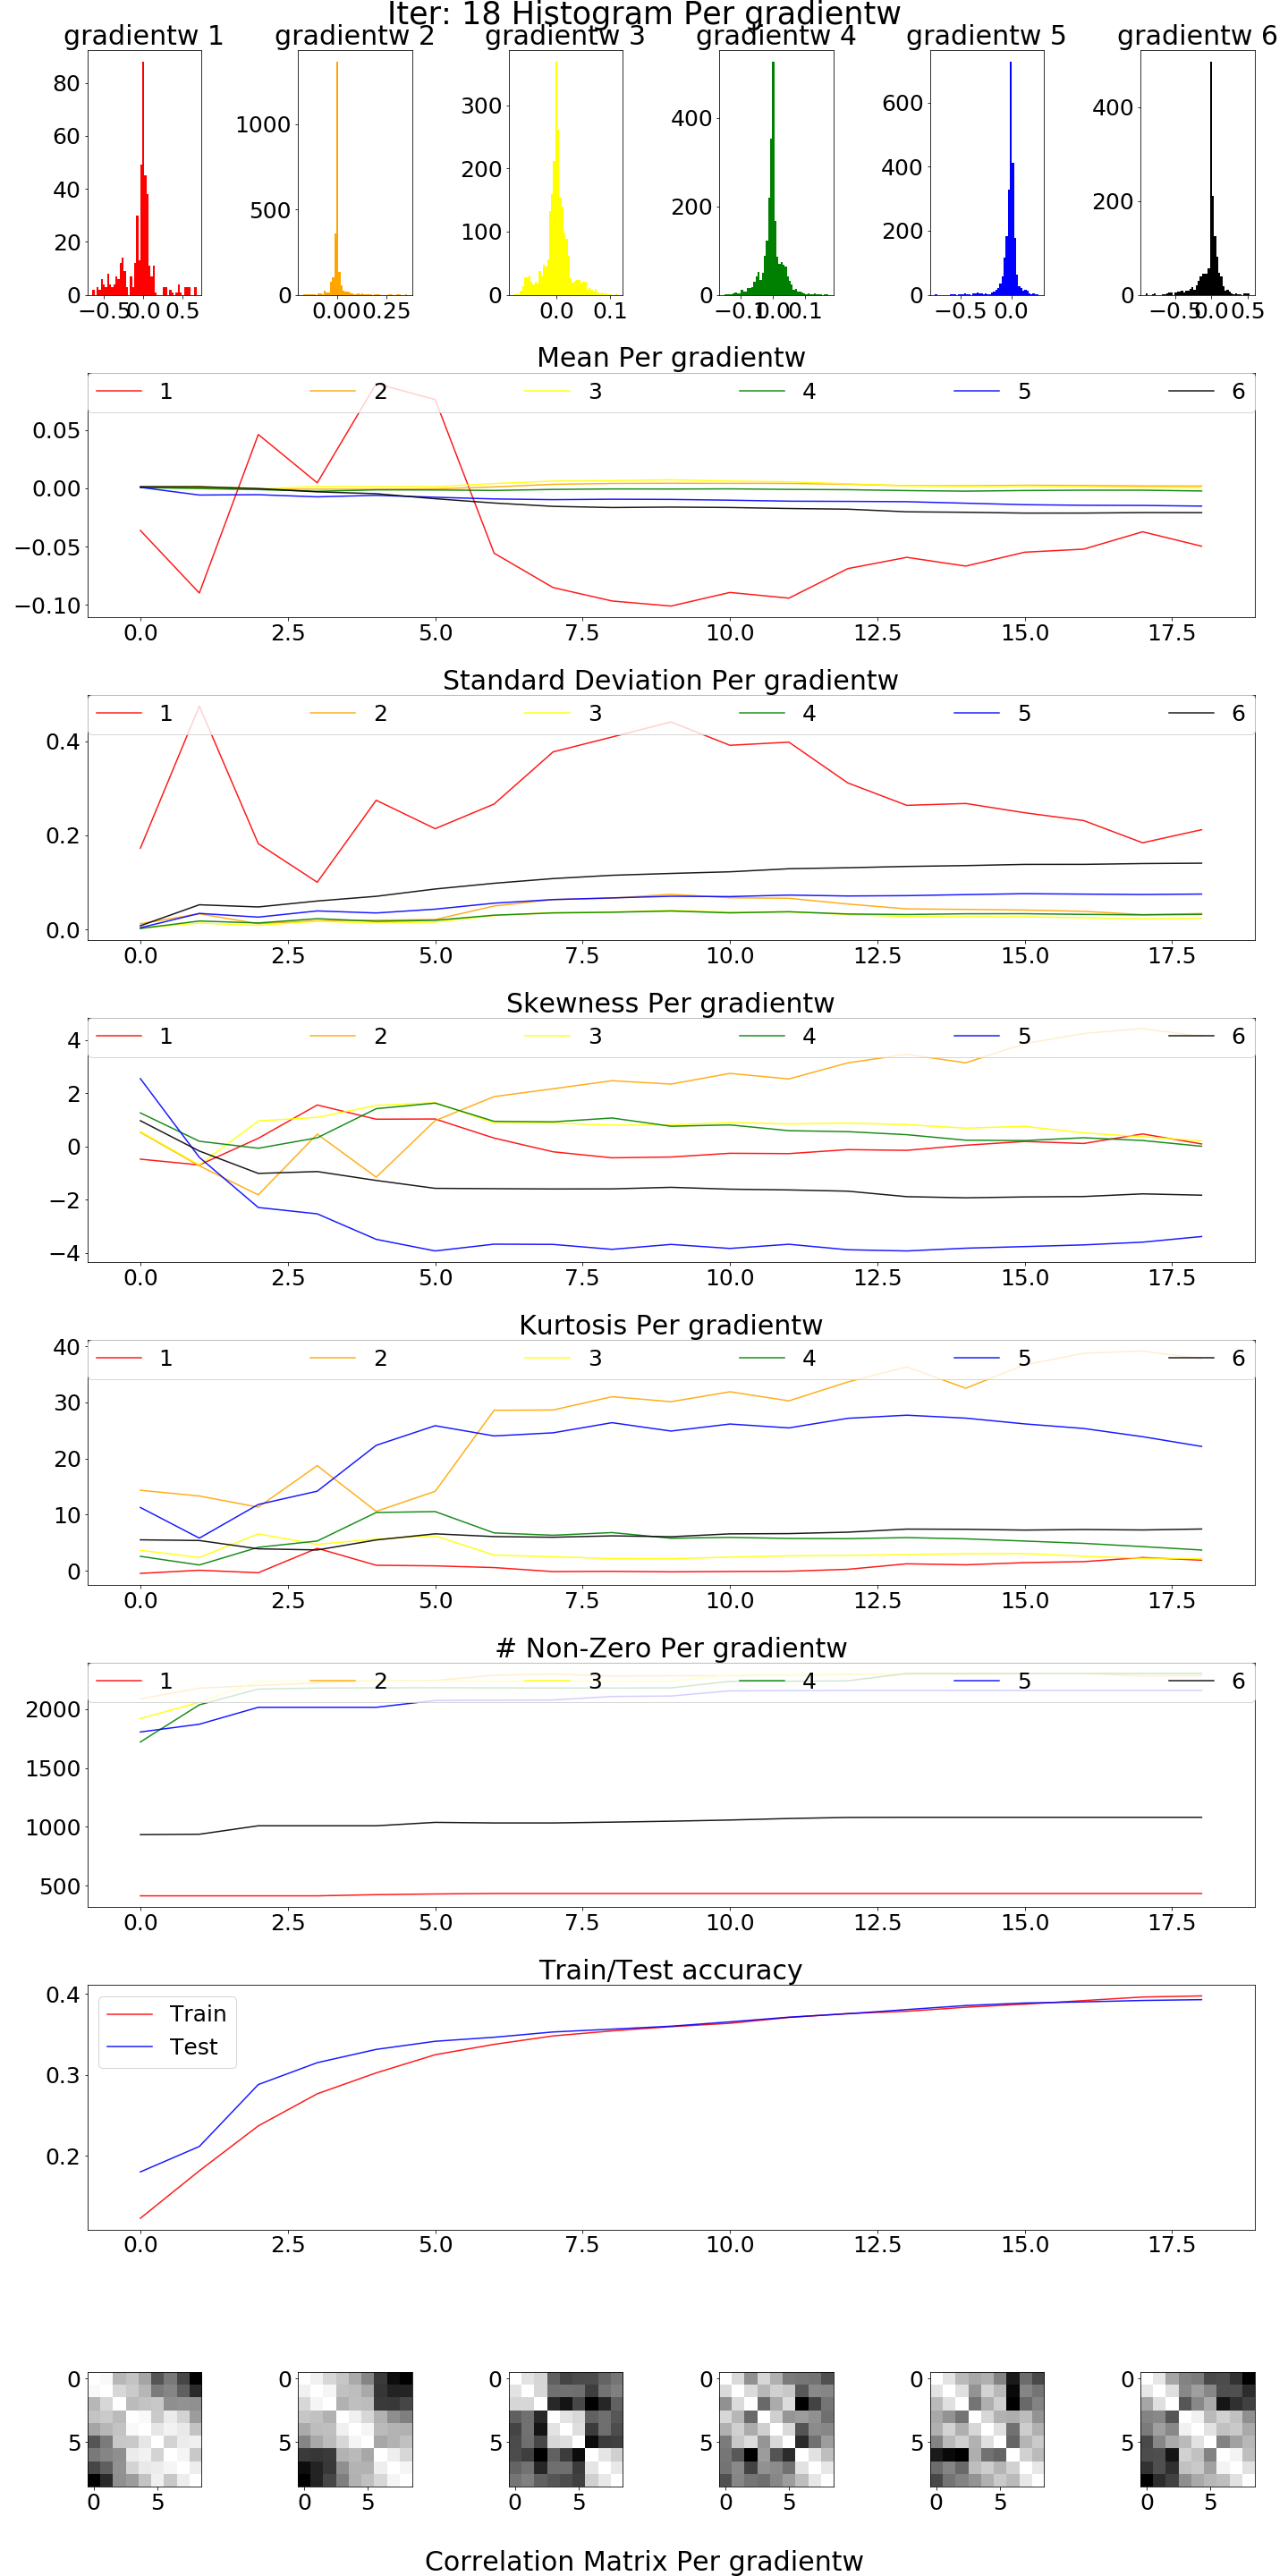 Iter: 18 Histogram Per gradientw
gradientw 1 gradientw 2 gradientw 3 gradientw 4 gradientw 5 gradientw 6
80
60
40
20
0
−0.5 0.0 0.5
1000
500
0
0.00 0.25
300
200
100
0
0.0 0.1
400
200
0
−0.1 0.0 0.1
600
400
200
0
−0.5 0.0
400
200
0
−0.5 0.0 0.5
Mean Per gradientw
1 2 3 4 5 6
0.05
0.00
−0.05
−0.10
0.0 2.5 5.0 7.5 10.0 12.5 15.0 17.5
Standard Deviation Per gradientw
1 2 3 4 5 6
0.4
0.2
0.0
0.0 2.5 5.0 7.5 10.0 12.5 15.0 17.5
Skewness Per gradientw
1 2 3 4 5 6
4
2
0
−2
−4
0.0 2.5 5.0 7.5 10.0 12.5 15.0 17.5
Kurtosis Per gradientw
1 2 3 4 5 6
40
30
20
10
0
0.0 2.5 5.0 7.5 10.0 12.5 15.0 17.5
# Non-Zero Per gradientw
1 2 3 4 5 6
2000
1500
1000
500
0.0 2.5 5.0 7.5 10.0 12.5 15.0 17.5
Train/Test accuracy
Train
Test
0.4
0.3
0.2
0.0 2.5 5.0 7.5 10.0 12.5 15.0 17.5
0 0 0 0 0 0
5 5 5 5 5 5
0 5 0 5 0 5 0 5 0 5 0 5
Correlation Matrix Per gradientw